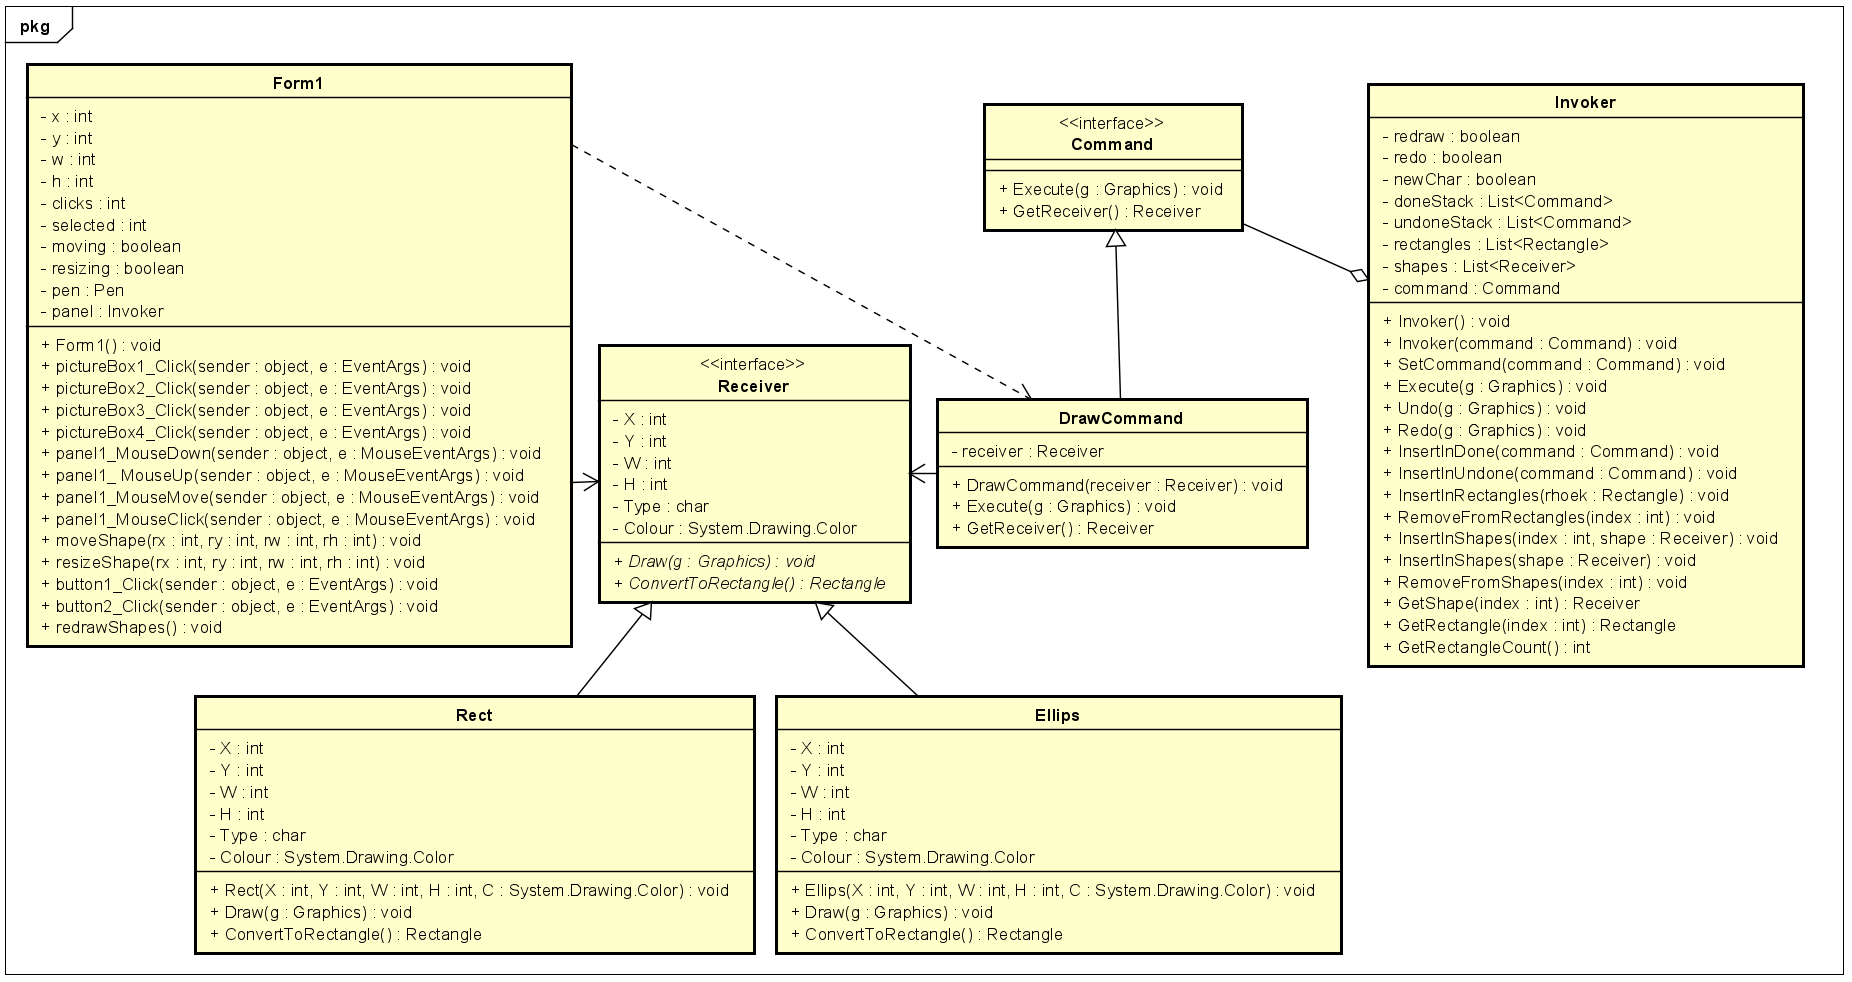 pkg
Form1
- x : int
- y : int
- w : int
- h : int
- clicks : int
- selected : int
- moving : boolean
- resizing : boolean
- pen : Pen
- panel : Invoker
+ Form1() : void
+ pictureBox1_Click(sender : object, e : EventArgs) : void
+ pictureBox2_Click(sender : object, e : EventArgs) : void
+ pictureBox3_Click(sender : object, e : EventArgs) : void
+ pictureBox4_Click(sender : object, e : EventArgs) : void
+ panel1_MouseDown(sender : object, e : MouseEventArgs) : void
+ panel1_ MouseUp(sender : object, e : MouseEventArgs) : void
+ panel1_MouseMove(sender : object, e : MouseEventArgs) : void
+ panel1_MouseClick(sender : object, e : MouseEventArgs) : void
+ moveShape(rx : int, ry : int, rw : int, rh : int) : void
+ resizeShape(rx : int, ry : int, rw : int, rh : int) : void
+ button1_Click(sender : object, e : EventArgs) : void
+ button2_Click(sender : object, e : EventArgs) : void
+ redrawShapes() : void
<<interface>>
Command
+ Execute(g : Graphics) : void
+ GetReceiver() : Receiver
Invoker
- redraw : boolean
- redo : boolean
- newChar : boolean
- doneStack : List<Command>
- undoneStack : List<Command>
- rectangles : List<Rectangle>
- shapes : List<Receiver>
- command : Command
+ Invoker() : void
+ Invoker(command : Command) : void
+ SetCommand(command : Command) : void
+ Execute(g : Graphics) : void
+ Undo(g : Graphics) : void
+ Redo(g : Graphics) : void
+ InsertInDone(command : Command) : void
+ InsertInUndone(command : Command) : void
+ InsertInRectangles(rhoek : Rectangle) : void
+ RemoveFromRectangles(index : int) : void
+ InsertInShapes(index : int, shape : Receiver) : void
+ InsertInShapes(shape : Receiver) : void
+ RemoveFromShapes(index : int) : void
+ GetShape(index : int) : Receiver
+ GetRectangle(index : int) : Rectangle
+ GetRectangleCount() : int
<<interface>>
Receiver
- X : int
- Y : int
- W : int
- H : int
- Type : char
- Colour : System.Drawing.Color
+ Draw(g : Graphics) : void
+ ConvertToRectangle() : Rectangle
DrawCommand
- receiver : Receiver
+ DrawCommand(receiver : Receiver) : void
+ Execute(g : Graphics) : void
+ GetReceiver() : Receiver
Rect
- X : int
- Y : int
- W : int
- H : int
- Type : char
- Colour : System.Drawing.Color
+ Rect(X : int, Y : int, W : int, H : int, C : System.Drawing.Color) : void
+ Draw(g : Graphics) : void
+ ConvertToRectangle() : Rectangle
Ellips
- X : int
- Y : int
- W : int
- H : int
- Type : char
- Colour : System.Drawing.Color
+ Ellips(X : int, Y : int, W : int, H : int, C : System.Drawing.Color) : void
+ Draw(g : Graphics) : void
+ ConvertToRectangle() : Rectangle